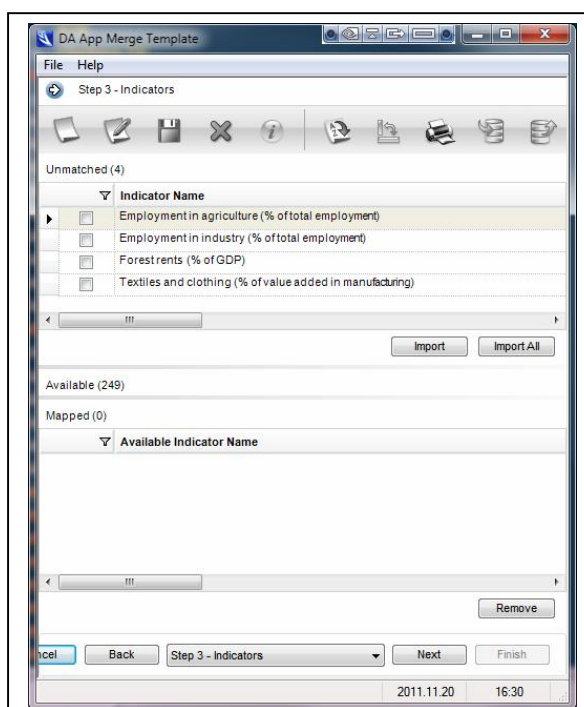 DA App Merge Template
File Help
Step 3 - Indicators
Unmatched (4)
Indicator Name
Employment in agriculture (% of total employment)
Employment in industry (% of total employment)
Forest rents (% of GDP)
Textiles and clothing (% of value added in manufacturing)
Import Import All
Available (249)
Mapped (0)
Available Indicator Name
Remove
ncel Back Step 3 - Indicators Next Finish
2011.11.20 16:30